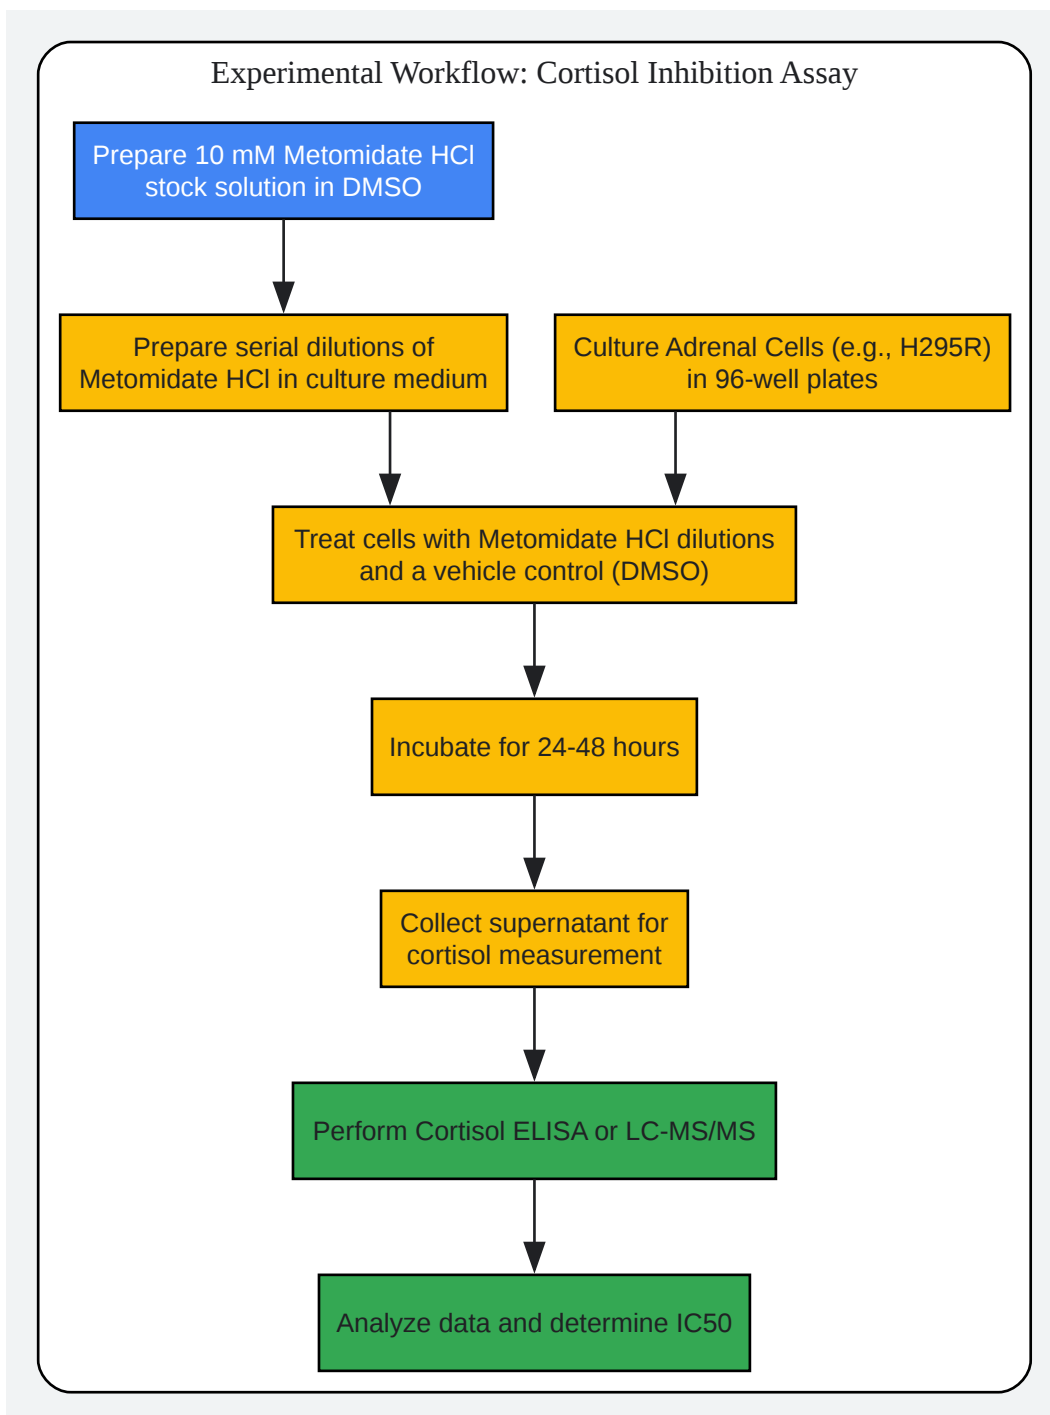 Experimental Workflow: Cortisol Inhibition Assay
Prepare 10 mM Metomidate HCl
stock solution in DMSO
Prepare serial dilutions of
Metomidate HCl in culture medium
Culture Adrenal Cells (e.g., H295R)
in 96-well plates
Treat cells with Metomidate HCl dilutions
and a vehicle control (DMSO)
Incubate for 24-48 hours
Collect supernatant for
cortisol measurement
Perform Cortisol ELISA or LC-MS/MS
Analyze data and determine IC50